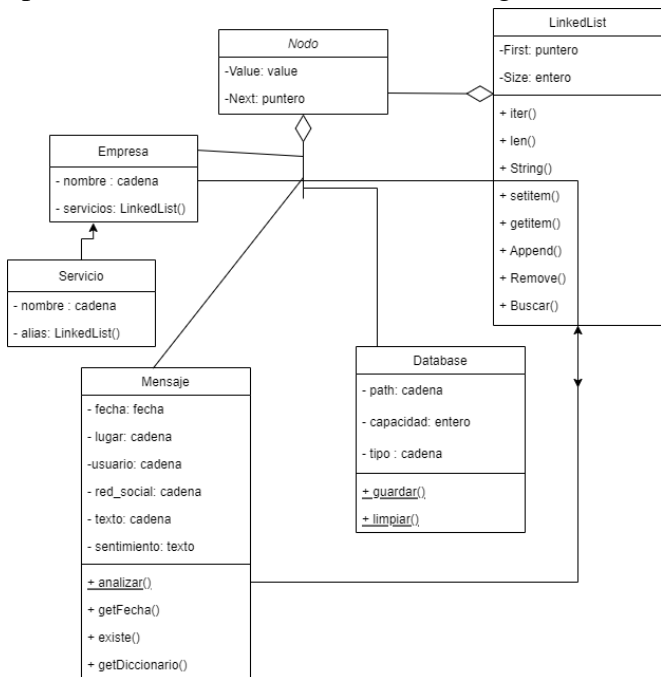 Nodo
-Value: value
-Next: puntero
LinkedList
-First: puntero
-Size: entero
+ iter()
+ len()
+ String()
+ setitem()
+ getitem()
+ Append()
+ Remove()
+ Buscar()
Empresa
- nombre : cadena
- servicios: LinkedList()
Servicio
- nombre : cadena
- alias: LinkedList()
Mensaje
- fecha: fecha
- lugar: cadena
-usuario: cadena
- red_social: cadena
- texto: cadena
- sentimiento: texto
+ analizar()
+ getFecha()
+ existe()
+ getDiccionario()
Database
- path: cadena
- capacidad: entero
- tipo : cadena
+ guardar()
+ limpiar()